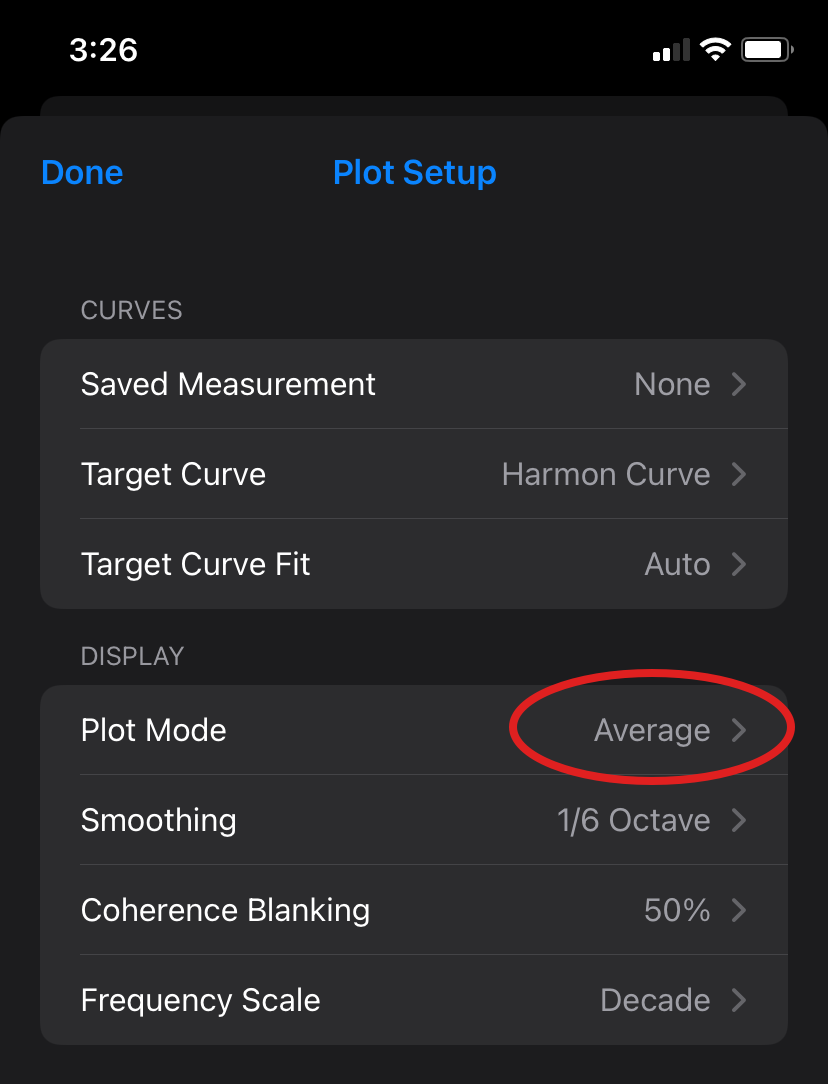 3:26
Done Plot Setup
CURVES
Saved Measurement None
Target Curve Harmon Curve
Target Curve Fit Auto
DISPLAY
Plot Mode Average
Smoothing 1/6 Octave
Coherence Blanking 50%
Frequency Scale Decade